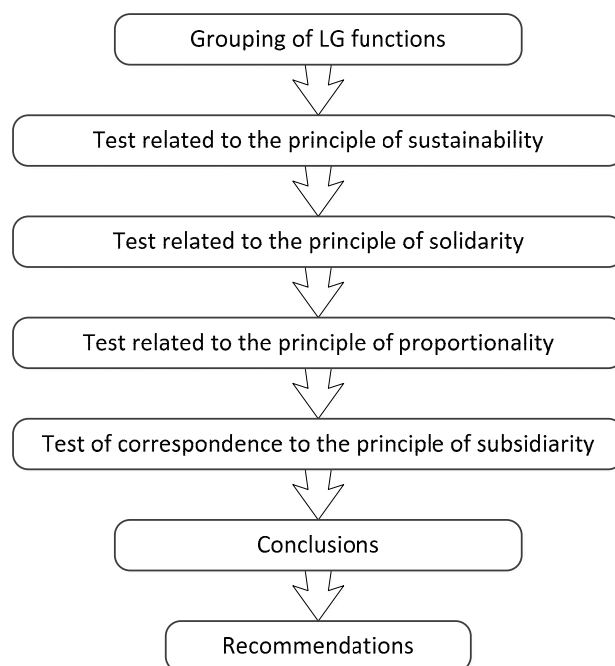 Grouping of LG functions
Test related to the principle of sustainability
Test related to the principle of solidarity
Test related to the principle of proportionality
Test of correspondence to the principle of subsidiarity
Conclusions
Recommendations